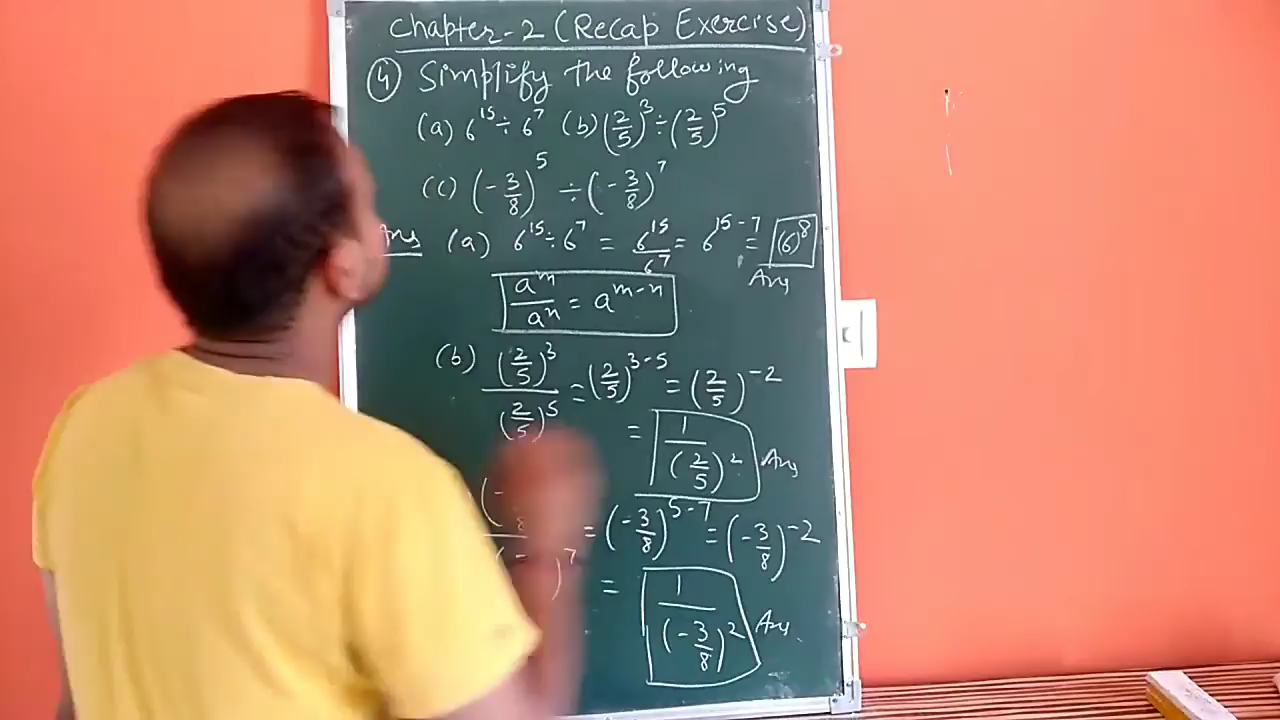 Chapter-2 (Recap Exercise)
④ Simplify the following
(a) 6^15 ÷ 6^7 (b) (2/5)^3 ÷ (2/5)^5
(c) (-3/8)^5 ÷ (-3/8)^7
Ans (a) 6^15 ÷ 6^7 = 6^15/6^7 = 6^15-7 = (6)^8
Ans
a^m/a^n = a^m-n
(b) (2/5)^3/(2/5)^5 = (2/5)^3-5 = (2/5)^-2
= 1/(2/5)^2 Ans
= (-3/8)^5-7 = (-3/8)^-2
= 1/(-3/8)^2 Ans.